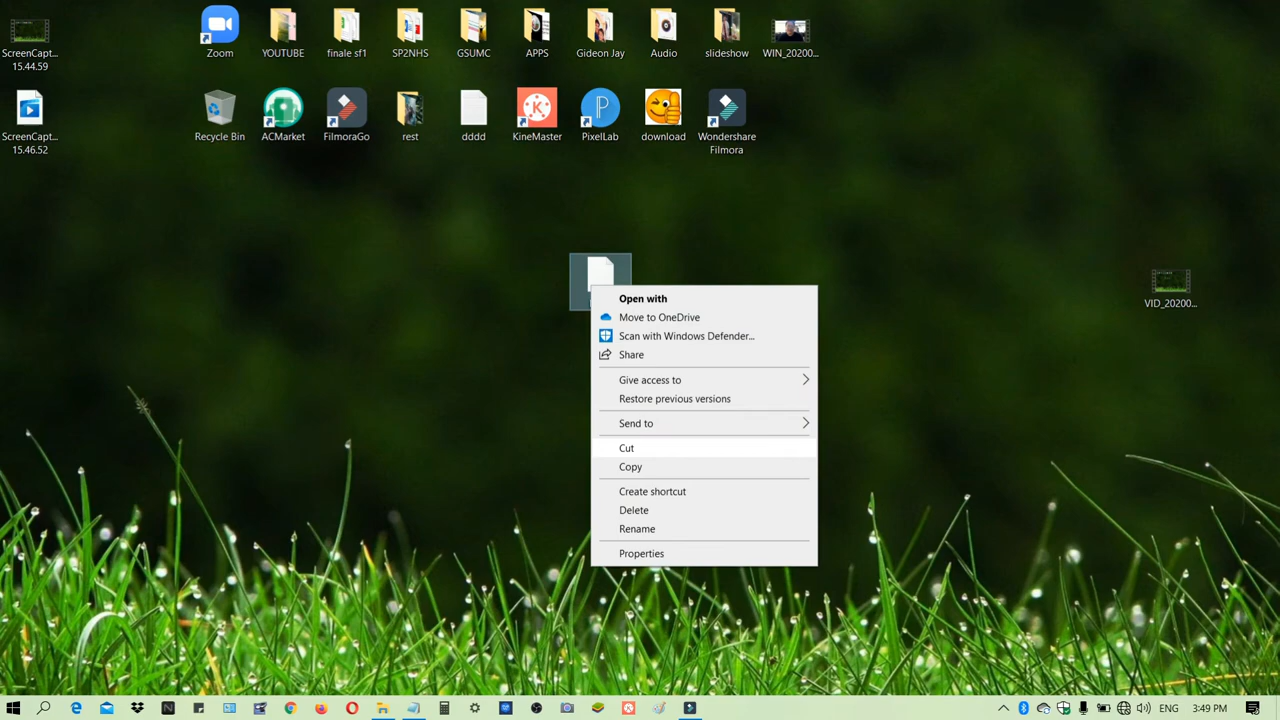 ScreenCapt...
15.44.59
Zoom
YOUTUBE
finale sf1
SP2NHS
GSUMC
APPS
Gideon Jay
Audio
slideshow
WIN_20200...
ScreenCapt...
15.46.52
Recycle Bin
ACMarket
FilmoraGo
rest
dddd
KineMaster
PixelLab
download
Wondershare
Filmora
VID_20200...
Open with
Move to OneDrive
Scan with Windows Defender...
Share
Give access to
Restore previous versions
Send to
Cut
Copy
Create shortcut
Delete
Rename
Properties
ENG
3:49 PM